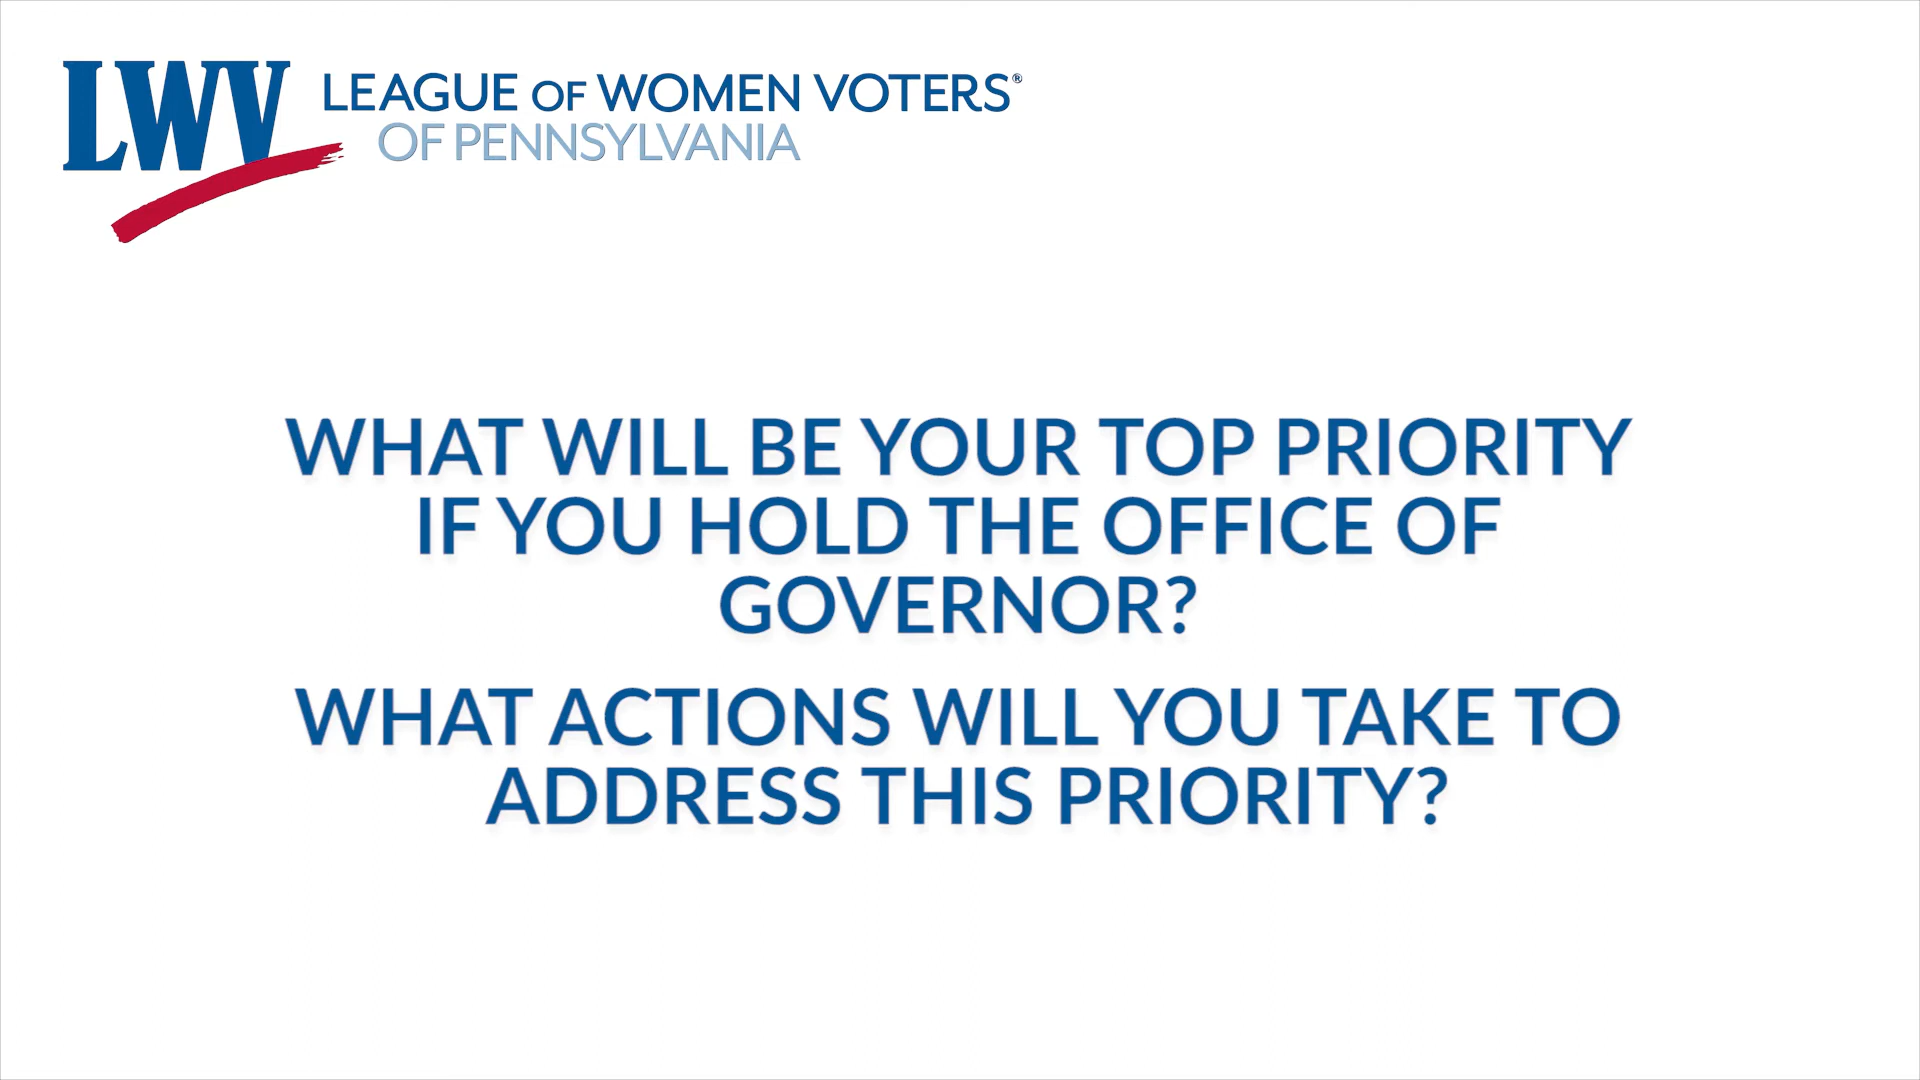 LWV LEAGUE OF WOMEN VOTERS®
OF PENNSYLVANIA
WHAT WILL BE YOUR TOP PRIORITY
IF YOU HOLD THE OFFICE OF
GOVERNOR?
WHAT ACTIONS WILL YOU TAKE TO
ADDRESS THIS PRIORITY?